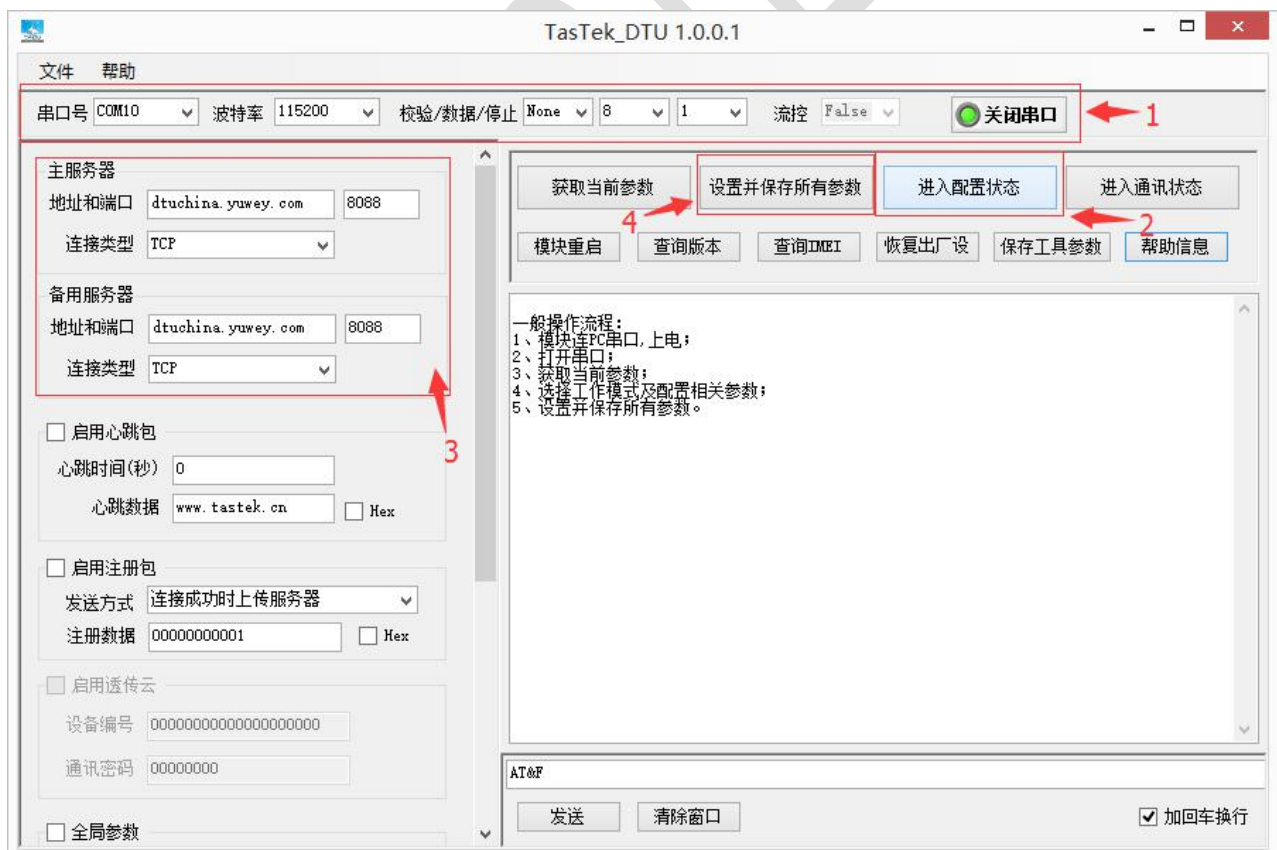 TasTek_DTU 1.0.0.1
文件 帮助
串口号 COM10 波特率 115200 校验/数据/停止 None 8 1 流控 False 关闭串口 1
主服务器
地址和端口 dtuchina.yuwey.com 8088
连接类型 TCP
备用服务器
地址和端口 dtuchina.yuwey.com 8088
连接类型 TCP
3
启用心跳包
心跳时间(秒) 0
心跳数据 www.tastek.cn Hex
启用注册包
发送方式 连接成功时上传服务器
注册数据 00000000001 Hex
启用透传云
设备编号 00000000000000000000
通讯密码 00000000
全局参数
获取当前参数 设置并保存所有参数 进入配置状态 进入通讯状态
4 2
模块重启 查询版本 查询IMEI 恢复出厂设 保存工具参数 帮助信息
一般操作流程:
1、模块连PC串口,上电;
2、打开串口;
3、获取当前参数;
4、选择工作模式及配置相关参数;
5、设置并保存所有参数。
AT&F
发送 清除窗口 加回车换行